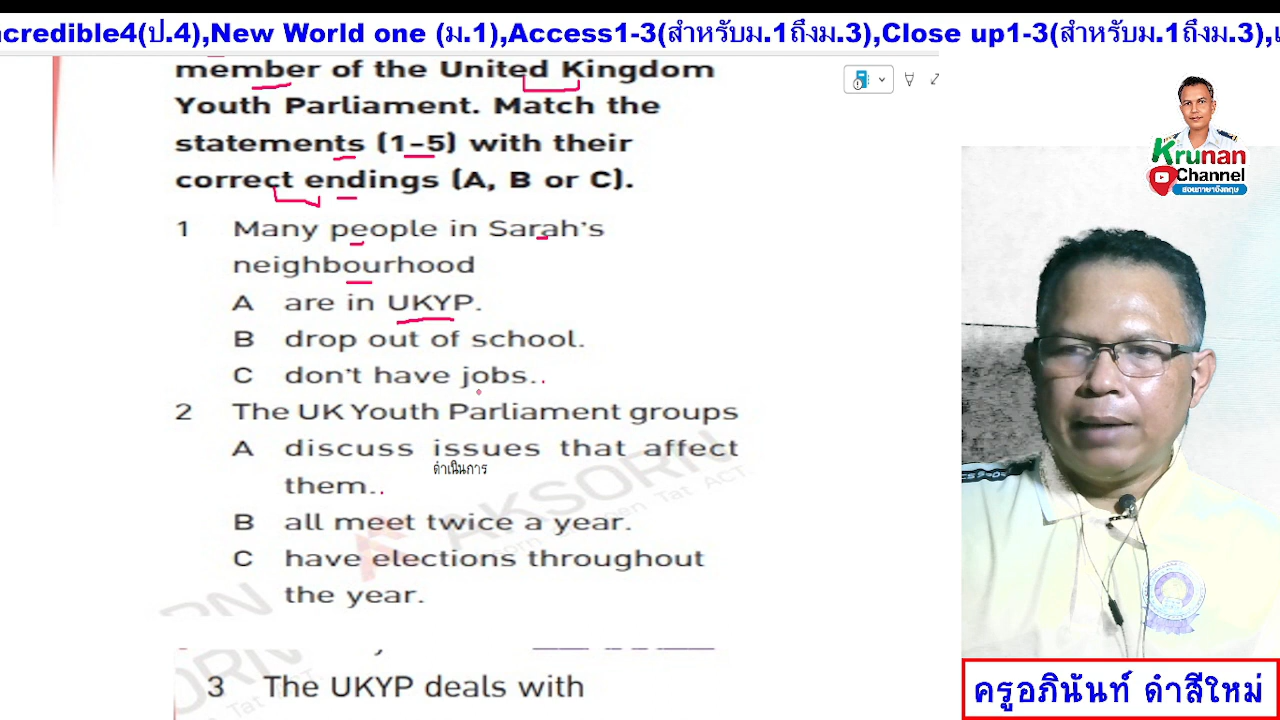 credible4(ป.4),New World one (ม.1),Access1-3(สำหรับม.1ถึงม.3),Close up1-3(สำหรับม.1ถึงม.3),
member of the United Kingdom
Youth Parliament. Match the
statements (1–5) with their
correct endings (A, B or C).
1 Many people in Sarah's
neighbourhood
A are in UKYP.
B drop out of school.
C don't have jobs..
2 The UK Youth Parliament groups
A discuss issues that affect
ดำเนินการ
them..
B all meet twice a year.
C have elections throughout
the year.
3 The UKYP deals with
AKSORN
Tat ACT
Krunan
Channel
สอนภาษาอังกฤษ
ครูอภินันท์ ดำสีใหม่